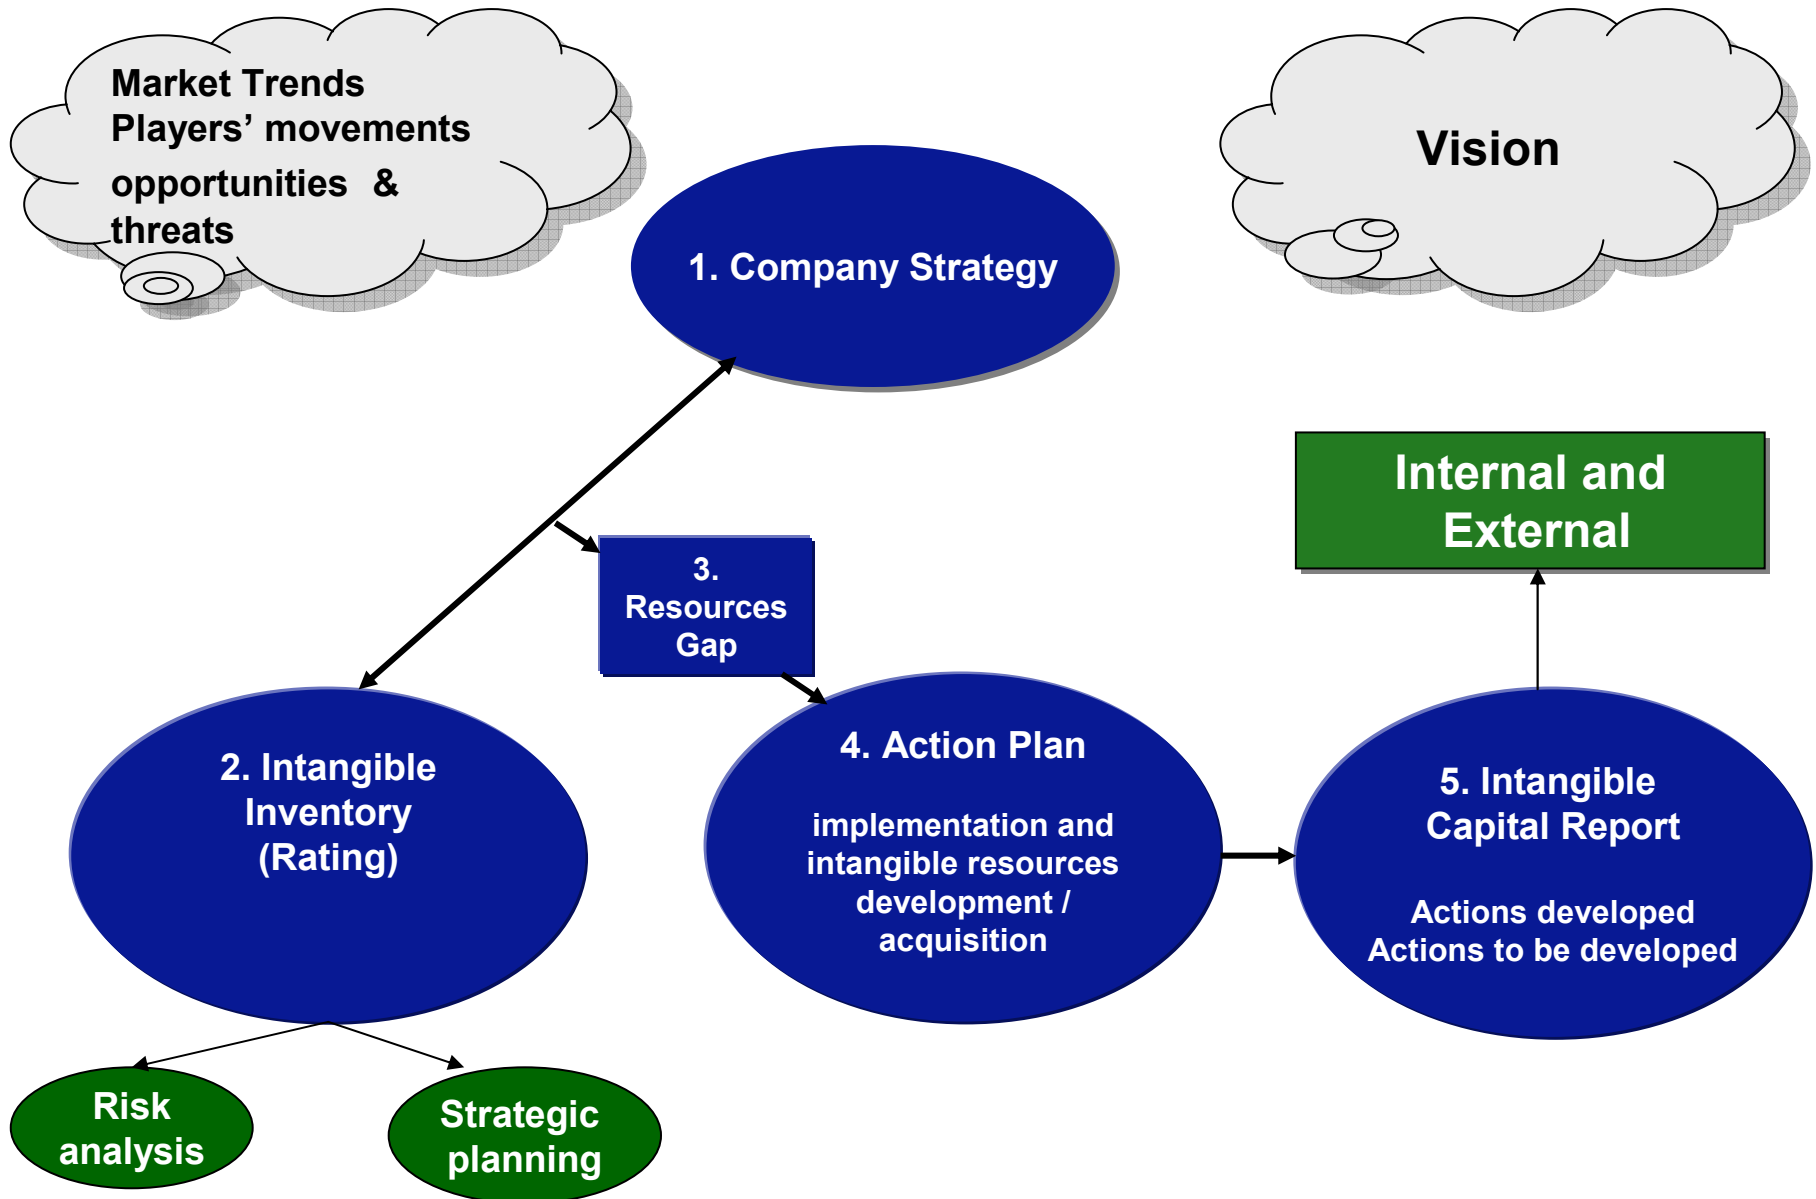 Market Trends
Players’ movements
opportunities &
threats
Vision
1. Company Strategy
Internal and
External
3.
Resources
Gap
2. Intangible
Inventory
(Rating)
4. Action Plan
implementation and
intangible resources
development /
acquisition
5. Intangible
Capital Report
Actions developed
Actions to be developed
Risk
analysis
Strategic
planning